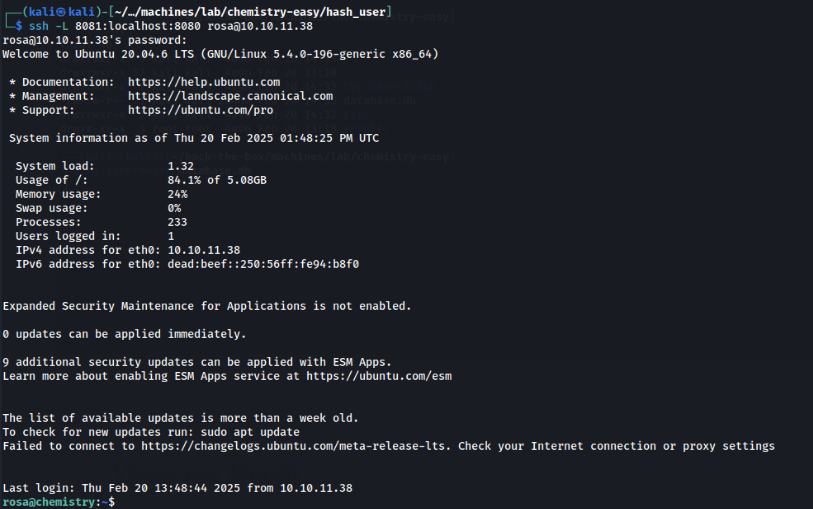 ┌──(kali㉿kali)-[~/…/machines/lab/chemistry-easy/hash_user]
└─$ ssh -L 8081:localhost:8080 rosa@10.10.11.38
rosa@10.10.11.38's password:
Welcome to Ubuntu 20.04.6 LTS (GNU/Linux 5.4.0-196-generic x86_64)
* Documentation:  https://help.ubuntu.com
* Management:     https://landscape.canonical.com
* Support:        https://ubuntu.com/pro
System information as of Thu 20 Feb 2025 01:48:25 PM UTC
System load:           1.32
Usage of /:            84.1% of 5.08GB
Memory usage:          24%
Swap usage:            0%
Processes:             233
Users logged in:       1
IPv4 address for eth0: 10.10.11.38
IPv6 address for eth0: dead:beef::250:56ff:fe94:b8f0
Expanded Security Maintenance for Applications is not enabled.
0 updates can be applied immediately.
9 additional security updates can be applied with ESM Apps.
Learn more about enabling ESM Apps service at https://ubuntu.com/esm
The list of available updates is more than a week old.
To check for new updates run: sudo apt update
Failed to connect to https://changelogs.ubuntu.com/meta-release-lts. Check your Internet connection or proxy settings
Last login: Thu Feb 20 13:48:44 2025 from 10.10.11.38
rosa@chemistry:~$